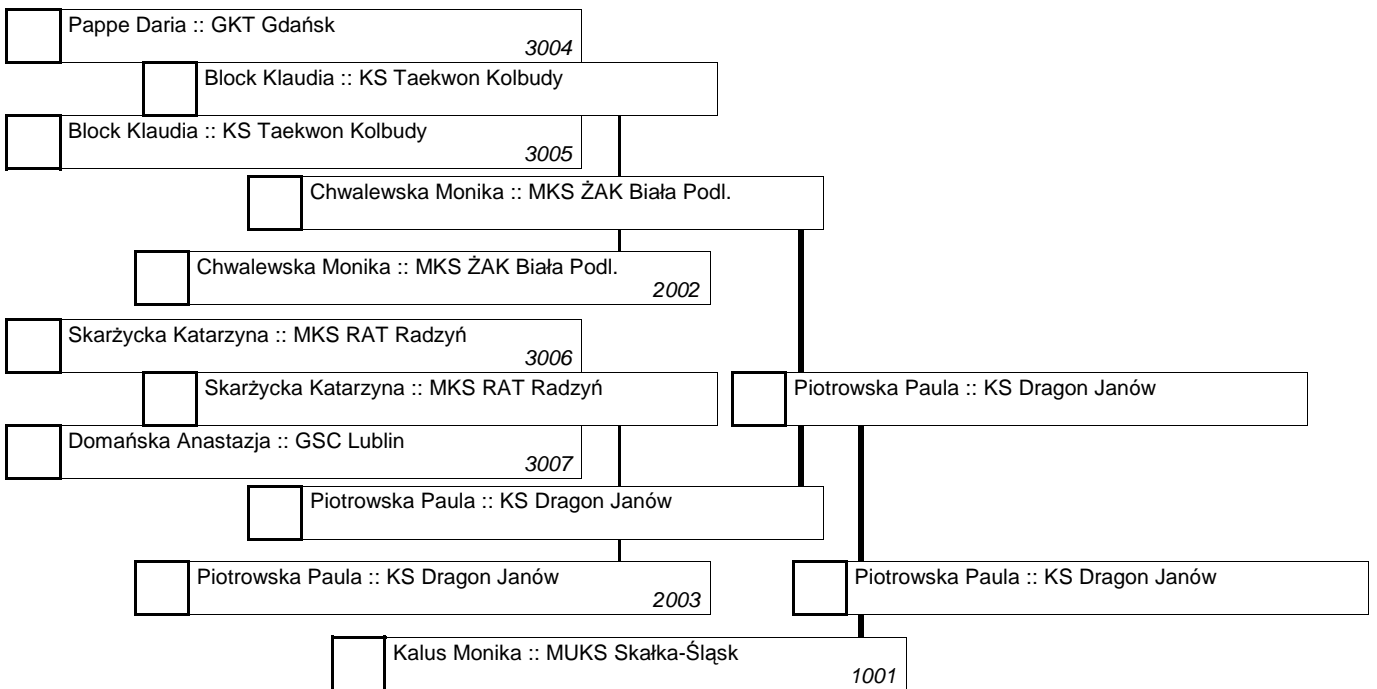 Pappe Daria :: GKT Gdańsk
3004
Block Klaudia :: KS Taekwon Kolbudy
Block Klaudia :: KS Taekwon Kolbudy
3005
Chwalewska Monika :: MKS ŻAK Biała Podl.
Chwalewska Monika :: MKS ŻAK Biała Podl.
2002
Skarżycka Katarzyna :: MKS RAT Radzyń
3006
Skarżycka Katarzyna :: MKS RAT Radzyń
Piotrowska Paula :: KS Dragon Janów
Domańska Anastazja :: GSC Lublin
3007
Piotrowska Paula :: KS Dragon Janów
Piotrowska Paula :: KS Dragon Janów
2003
Piotrowska Paula :: KS Dragon Janów
Kalus Monika :: MUKS Skałka-Śląsk
1001